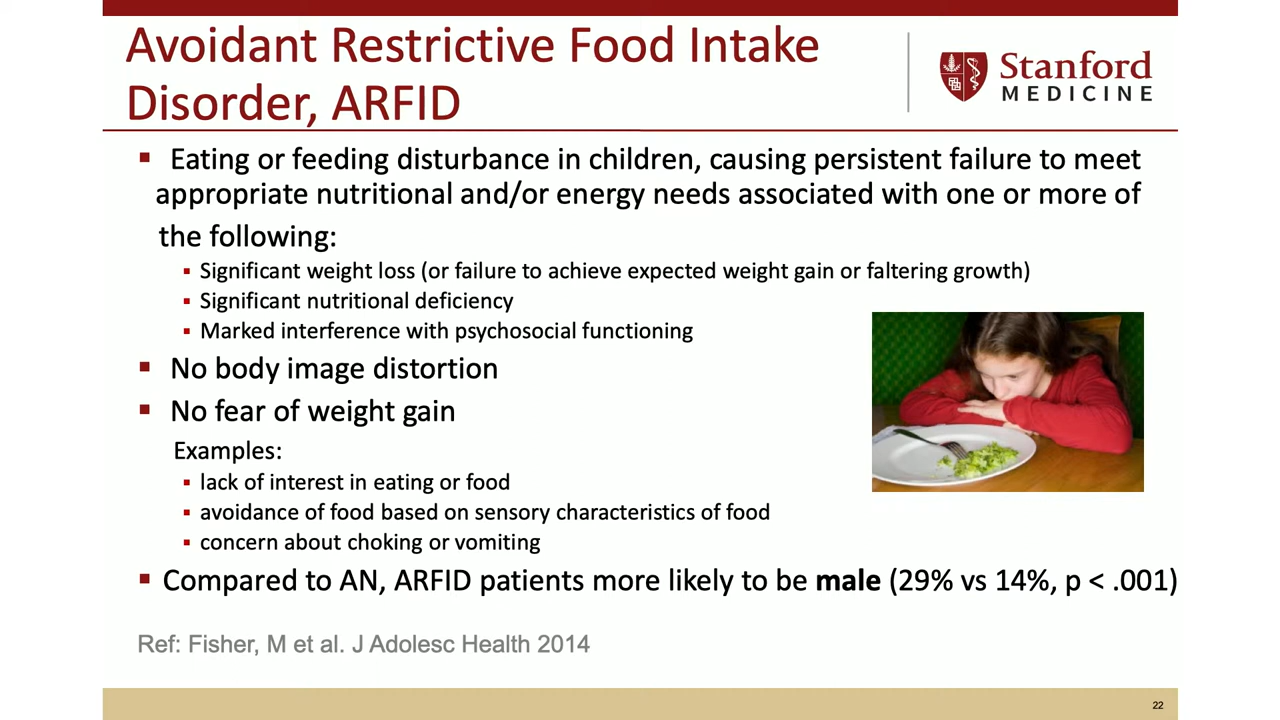 Avoidant Restrictive Food Intake
Disorder, ARFID
Stanford
MEDICINE
▪ Eating or feeding disturbance in children, causing persistent failure to meet
appropriate nutritional and/or energy needs associated with one or more of
the following:
▪ Significant weight loss (or failure to achieve expected weight gain or faltering growth)
▪ Significant nutritional deficiency
▪ Marked interference with psychosocial functioning
▪ No body image distortion
▪ No fear of weight gain
Examples:
▪ lack of interest in eating or food
▪ avoidance of food based on sensory characteristics of food
▪ concern about choking or vomiting
▪ Compared to AN, ARFID patients more likely to be male (29% vs 14%, p < .001)
Ref: Fisher, M et al. J Adolesc Health 2014
22